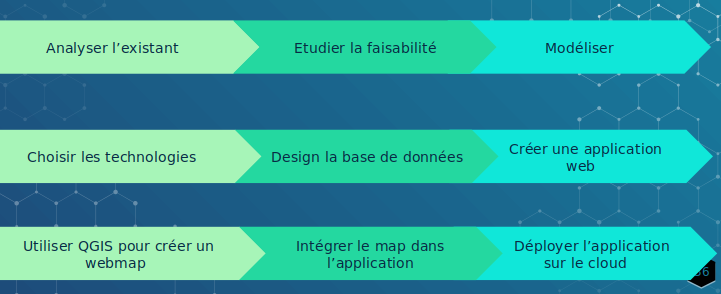 Analyser l’existant
Etudier la faisabilité
Modéliser
Choisir les technologies
Design la base de données
Créer une application
web
Utiliser QGIS pour créer un
webmap
Intégrer le map dans
l’application
Déployer l’application
sur le cloud